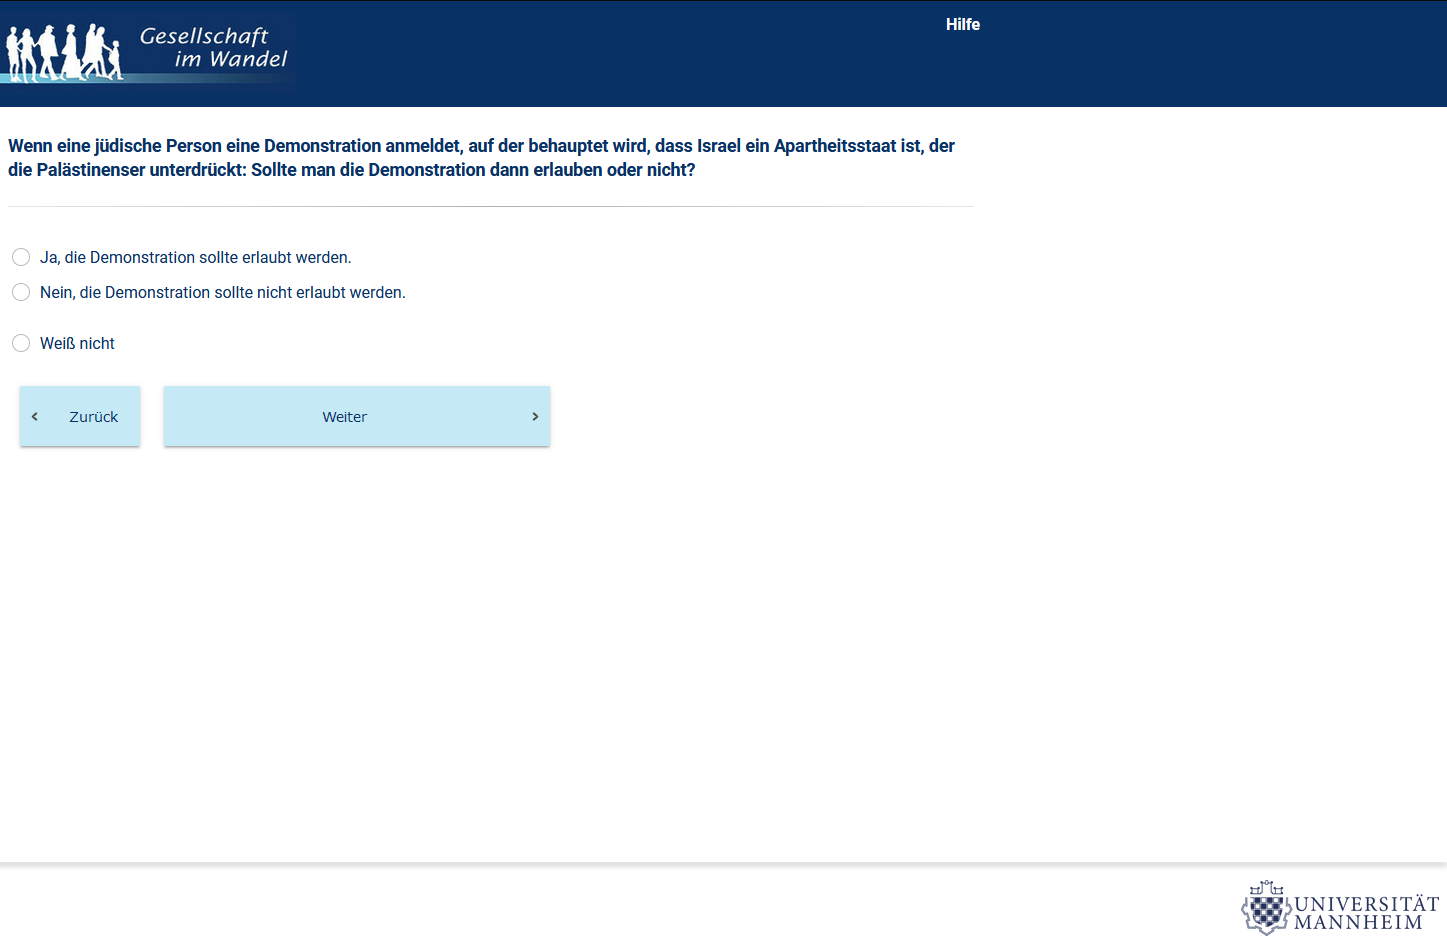 Gesellschaft
im Wandel
Hilfe
Wenn eine jüdische Person eine Demonstration anmeldet, auf der behauptet wird, dass Israel ein Apartheitsstaat ist, der
die Palästinenser unterdrückt: Sollte man die Demonstration dann erlauben oder nicht?
Ja, die Demonstration sollte erlaubt werden.
Nein, die Demonstration sollte nicht erlaubt werden.
Weiß nicht
Zurück
Weiter
UNIVERSITÄT
MANNHEIM